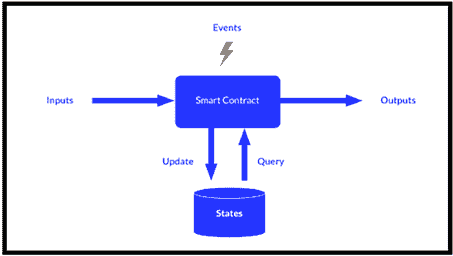 Events
Inputs
Smart Contract
Outputs
Update
Query
States